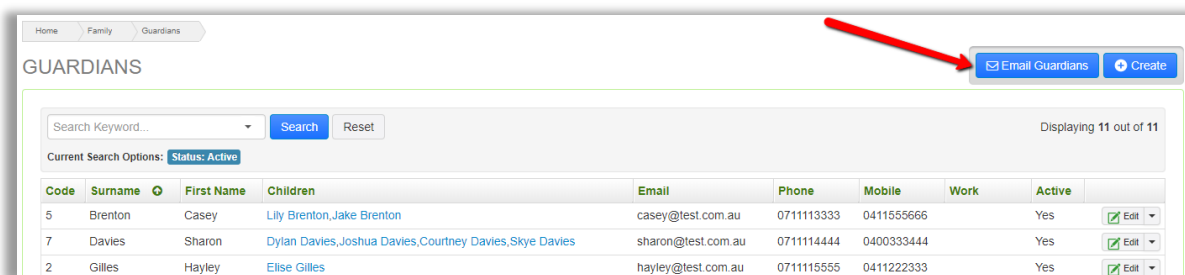 Home Family Guardians
GUARDIANS
Email Guardians Create
Search Keyword... Search Reset Displaying 11 out of 11
Current Search Options: Status: Active
Code Surname First Name Children Email Phone Mobile Work Active
5 Brenton Casey Lily Brenton,Jake Brenton casey@test.com.au 0711113333 0411555666 Yes Edit
7 Davies Sharon Dylan Davies,Joshua Davies,Courtney Davies,Skye Davies sharon@test.com.au 0711114444 0400333444 Yes Edit
2 Gilles Hayley Elise Gilles hayley@test.com.au 0711115555 0411222333 Yes Edit